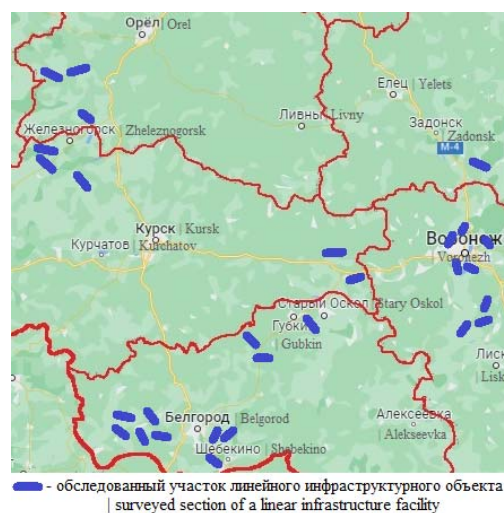 Орёл | Orel
Елец | Yelets
Ливны | Livny
Задонск
| Zadonsk
Железногорск | Zheleznogorsk
М-4
Курск | Kursk
Воронеж
| Voronezh
Курчатов | Kurchatov
Старый Оскол | Stary Oskol
Губкин
| Gubkin
Лиск
| Lisk
Белгород | Belgorod
Алексеевка
| Alekseevka
Шебекино | Shebekino
- обследованный участок линейного инфраструктурного объекта
| surveyed section of a linear infrastructure facility